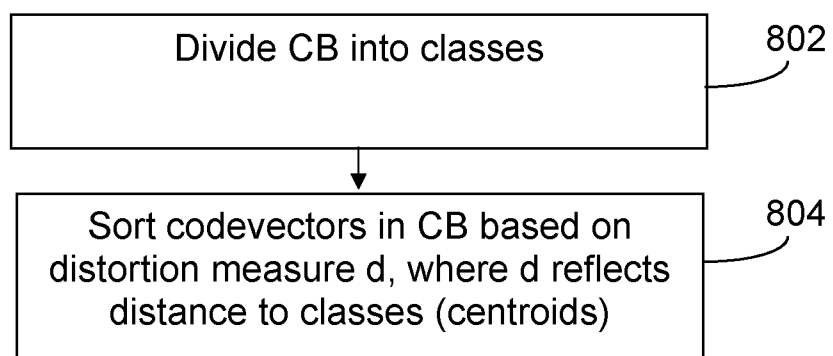 Divide CB into classes
802
Sort codevectors in CB based on
distortion measure d, where d reflects
distance to classes (centroids)
804